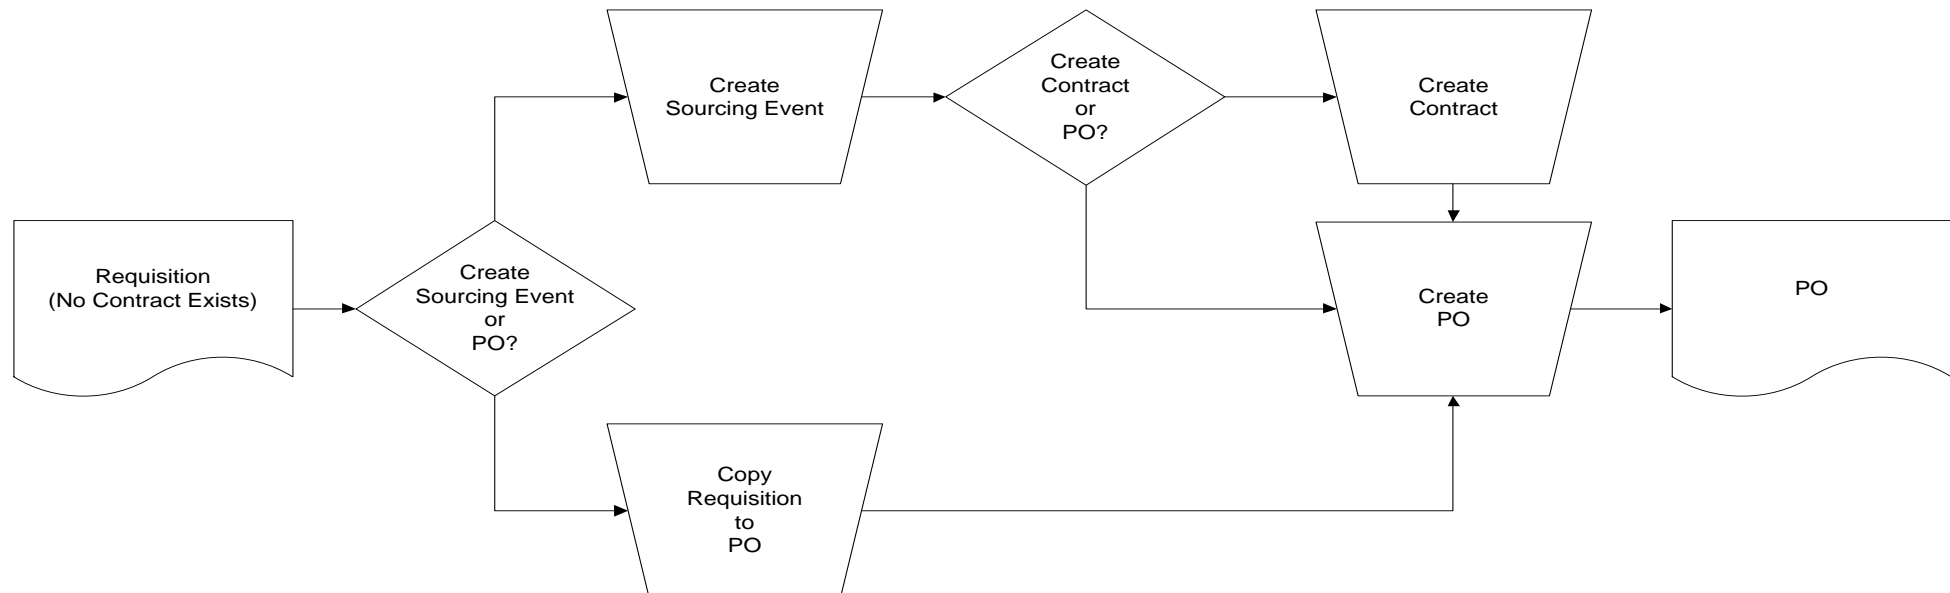 Requisition
(No Contract Exists)
Create
Sourcing Event
or
PO?
Create
Sourcing Event
Create
Contract
or
PO?
Create
Contract
Create
PO
PO
Copy
Requisition
to
PO